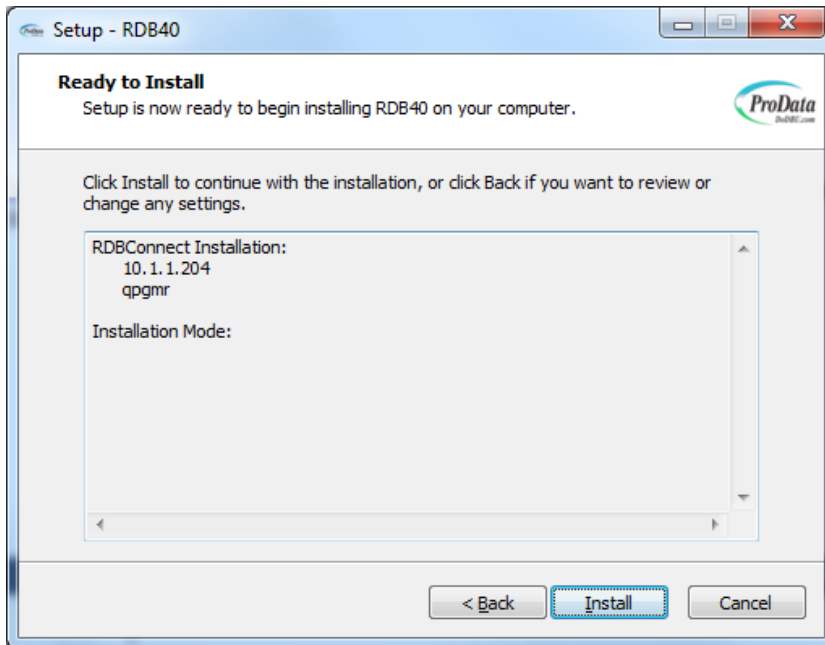 Setup - RDB40
Ready to Install
Setup is now ready to begin installing RDB40 on your computer.
ProData
DoDBC.com
Click Install to continue with the installation, or click Back if you want to review or
change any settings.
RDBConnect Installation:
10.1.1.204
qpgmr
Installation Mode:
< Back
Install
Cancel